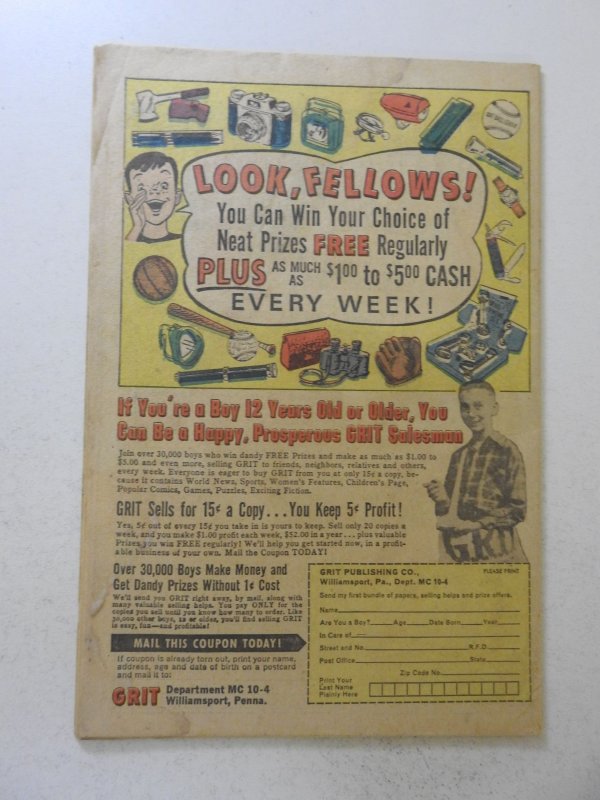 LOOK, FELLOWS!
You Can Win Your Choice of
Neat Prizes FREE Regularly
PLUS AS MUCH AS $1.00 to $5.00 CASH
EVERY WEEK!
If You're a Boy 12 Years Old or Older, You
Can Be a Happy, Prosperous GRIT Salesman
Join over 30,000 boys who win dandy FREE Prizes and make as much as $1.00 to
$5.00 and even more, selling GRIT to friends, neighbors, relatives and others,
every week. Everyone is eager to buy GRIT from you at only 15¢ a copy, be-
cause it contains World News, Sports, Women's Features, Children's Page,
Popular Comics, Games, Puzzles, Exciting Fiction.
GRIT Sells for 15¢ a Copy...You Keep 5¢ Profit!
Yes, 5¢ out of every 15¢ you take in is yours to keep. Sell only 20 copies a
week, and you make $1.00 profit each week, $52.00 in a year...plus valuable
Prizes you win FREE regularly! We'll help you get started now, in a profit-
able business of your own. Mail the Coupon TODAY!
GRIT
Over 30,000 Boys Make Money and
Get Dandy Prizes Without 1¢ Cost
We'll send you GRIT right away, by mail, along with
many valuable selling helps. You pay ONLY for the
copies you sell until you know how many to order. Like
30,000 other boys, 12 or older, you'll find selling GRIT
is easy, fun—and profitable!
MAIL THIS COUPON TODAY!
If coupon is already torn out, print your name,
address, age and date of birth on a postcard
and mail it to:
GRIT Department MC 10-4
Williamsport, Penna.
GRIT PUBLISHING CO., PLEASE PRINT
Williamsport, Pa., Dept. MC 10-4
Send my first bundle of papers, selling helps and prize offers.
Name
Are You a Boy? Age Date Born Year
In Care of
Street and No. R.F.D.
Post Office State
Zip Code No.
Print Your
Last Name
Plainly Here